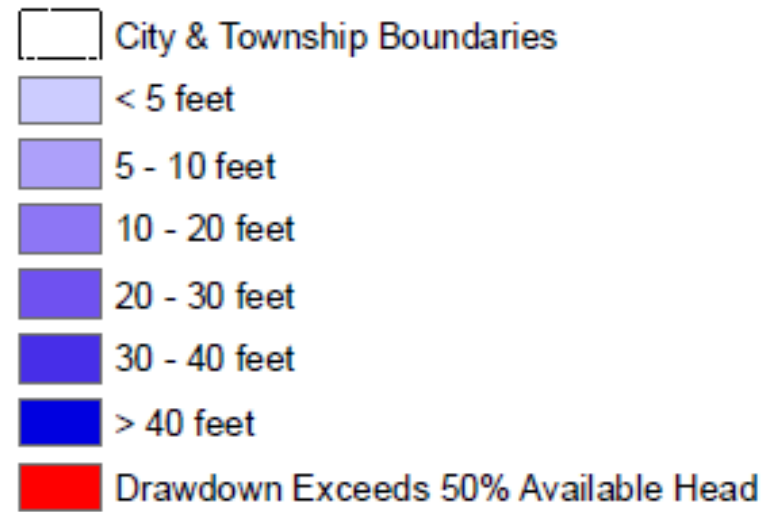 City & Township Boundaries
< 5 feet
5 - 10 feet
10 - 20 feet
20 - 30 feet
30 - 40 feet
> 40 feet
Drawdown Exceeds 50% Available Head